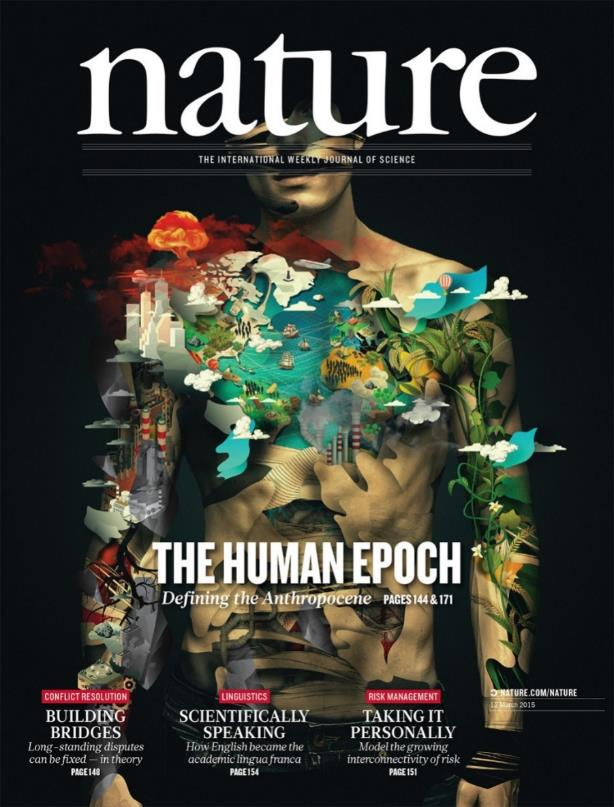 nature
THE INTERNATIONAL WEEKLY JOURNAL OF SCIENCE
THE HUMAN EPOCH
Defining the Anthropocene PAGES 144 & 171
NATURE.COM/NATURE
12 March 2015
CONFLICT RESOLUTION
BUILDING
BRIDGES
Long-standing disputes
can be fixed — in theory
PAGE 148
LINGUISTICS
SCIENTIFICALLY
SPEAKING
How English became the
academic lingua franca
PAGE 154
RISK MANAGEMENT
TAKING IT
PERSONALLY
Model the growing
interconnectivity of risk
PAGE 151